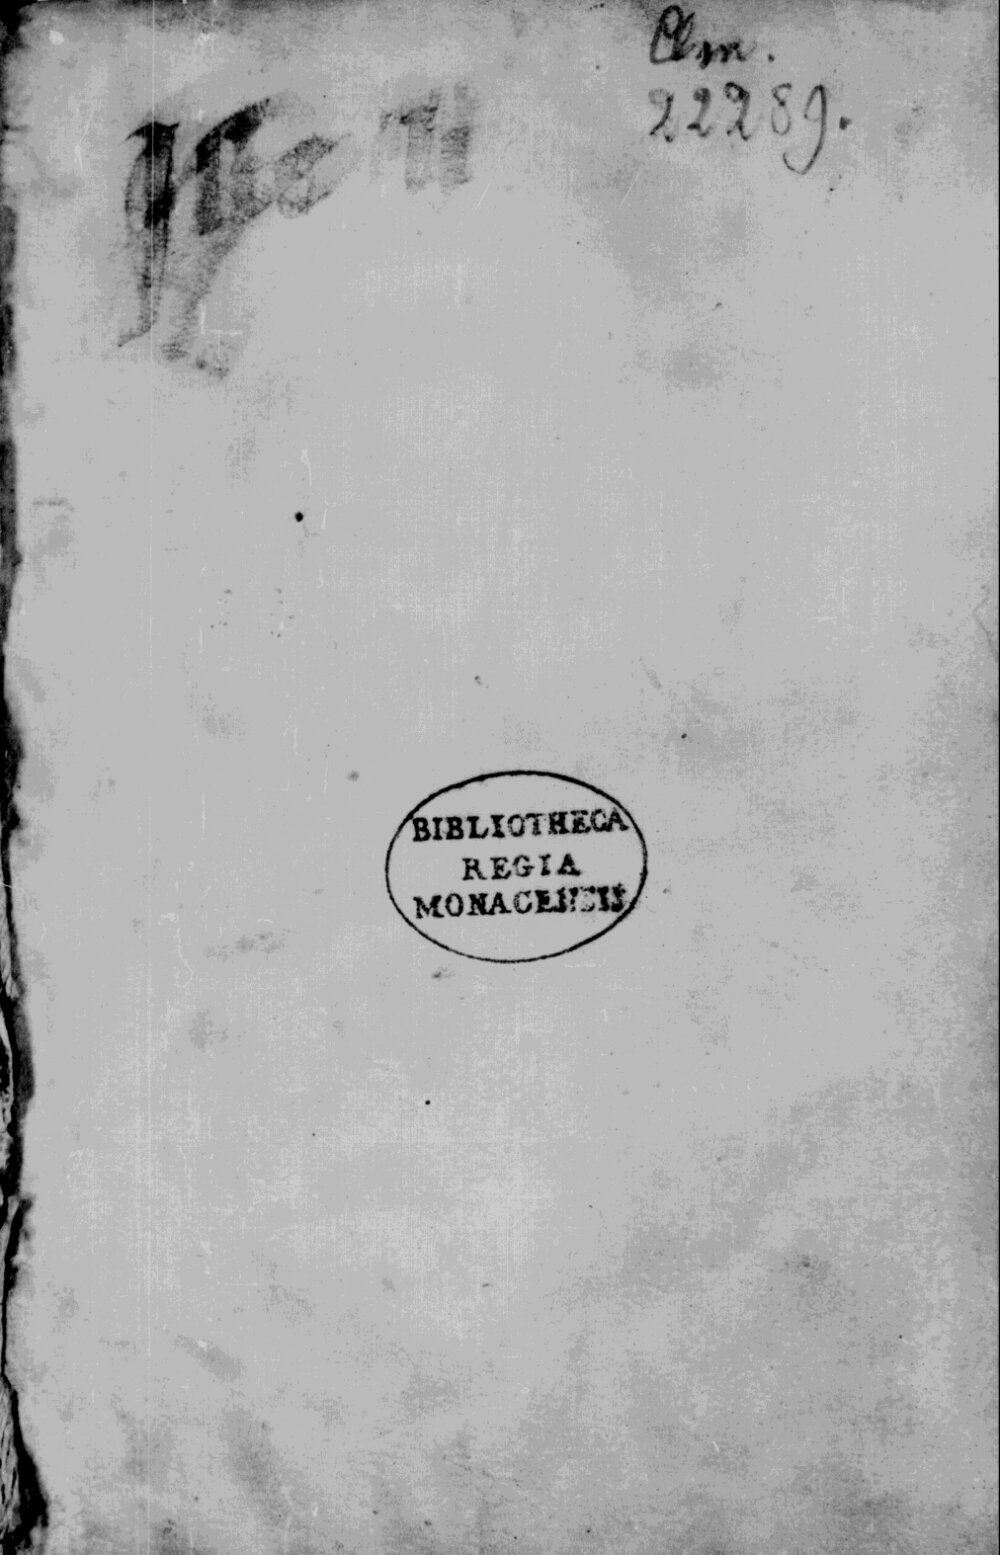 Clm.
22289.
BIBLIOTHECA
REGIA
MONACENSIS